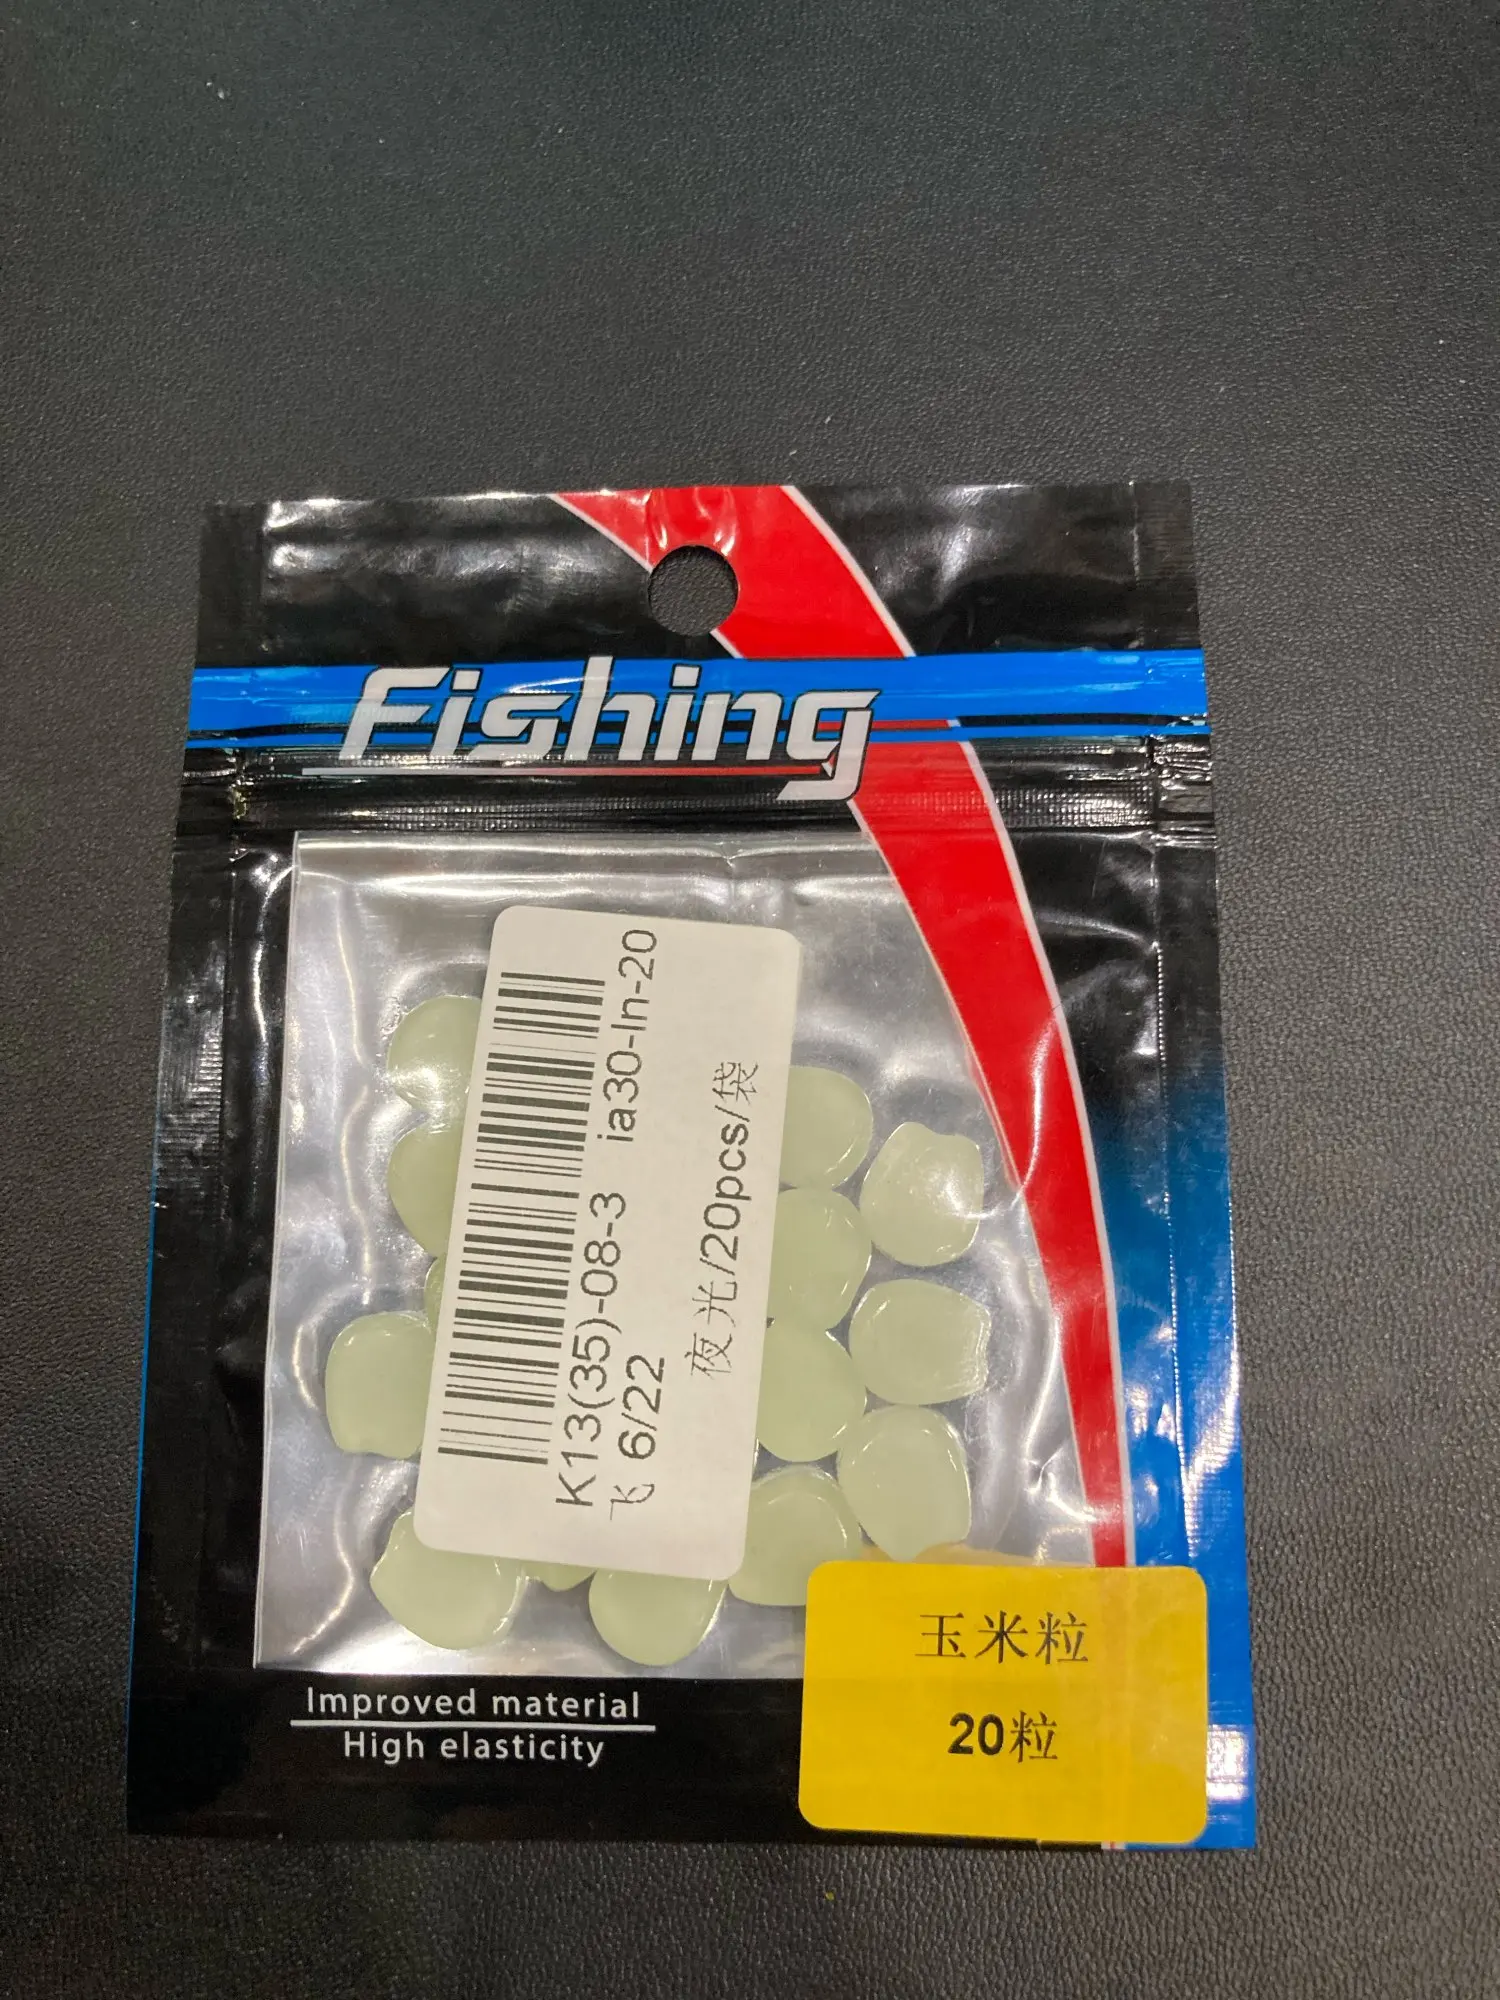 Fishing
K13(35)-08-3 ia30-ln-20
飞 6/22
夜光/20pcs/袋
Improved material
High elasticity
玉米粒
20粒